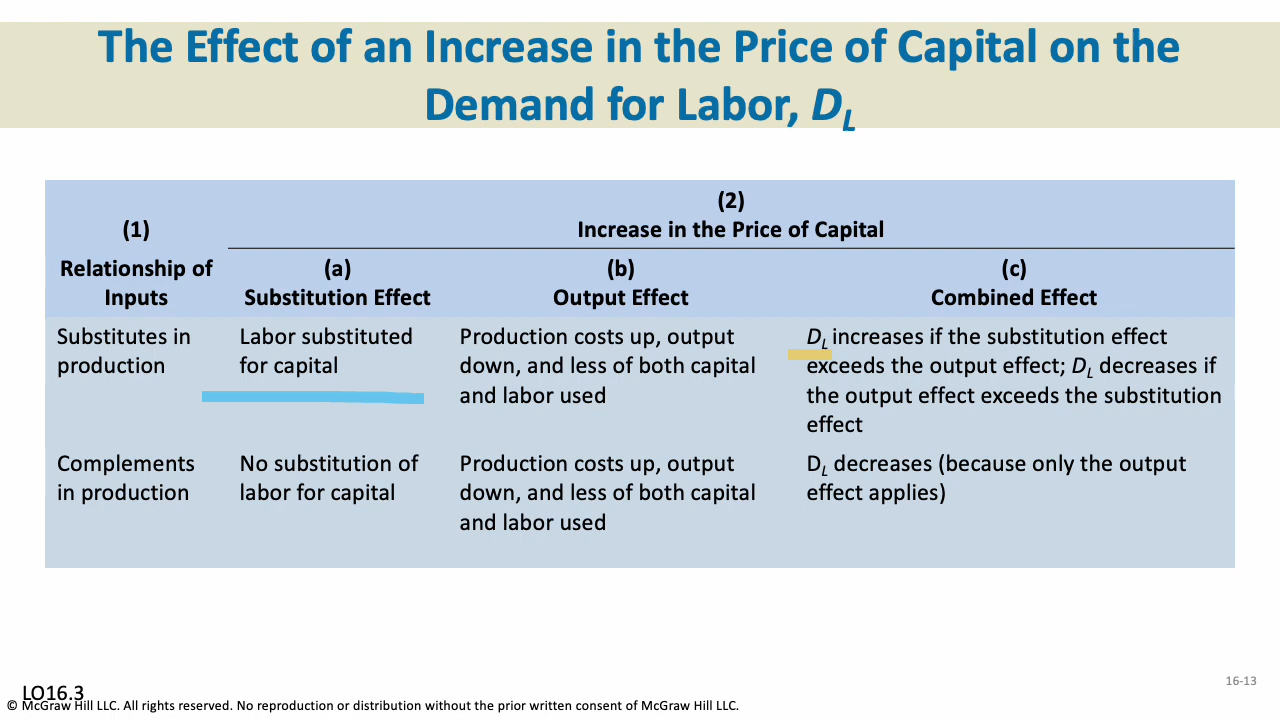 The Effect of an Increase in the Price of Capital on the
Demand for Labor, D_L
(2)
(1)
Increase in the Price of Capital
Relationship of
Inputs
(a)
Substitution Effect
(b)
Output Effect
(c)
Combined Effect
Substitutes in
production
Labor substituted
for capital
Production costs up, output
down, and less of both capital
and labor used
D_L increases if the substitution effect
exceeds the output effect; D_L decreases if
the output effect exceeds the substitution
effect
Complements
in production
No substitution of
labor for capital
Production costs up, output
down, and less of both capital
and labor used
D_L decreases (because only the output
effect applies)
16-13
LO16.3
© McGraw Hill LLC. All rights reserved. No reproduction or distribution without the prior written consent of McGraw Hill LLC.